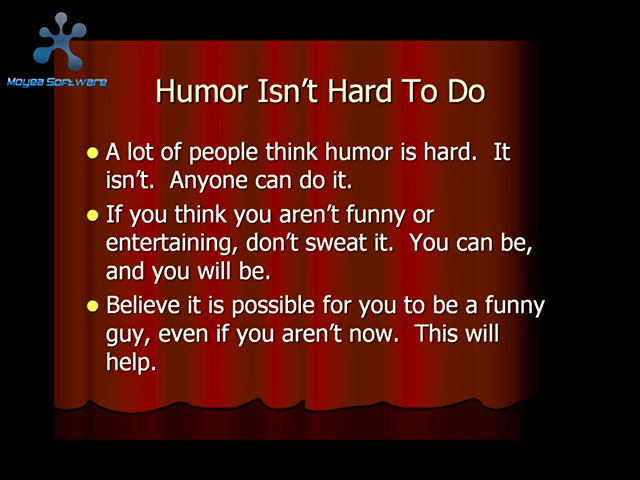 Moyea Software
Humor Isn't Hard To Do
A lot of people think humor is hard.  It
isn't.  Anyone can do it.
If you think you aren't funny or
entertaining, don't sweat it.  You can be,
and you will be.
Believe it is possible for you to be a funny
guy, even if you aren't now.  This will
help.